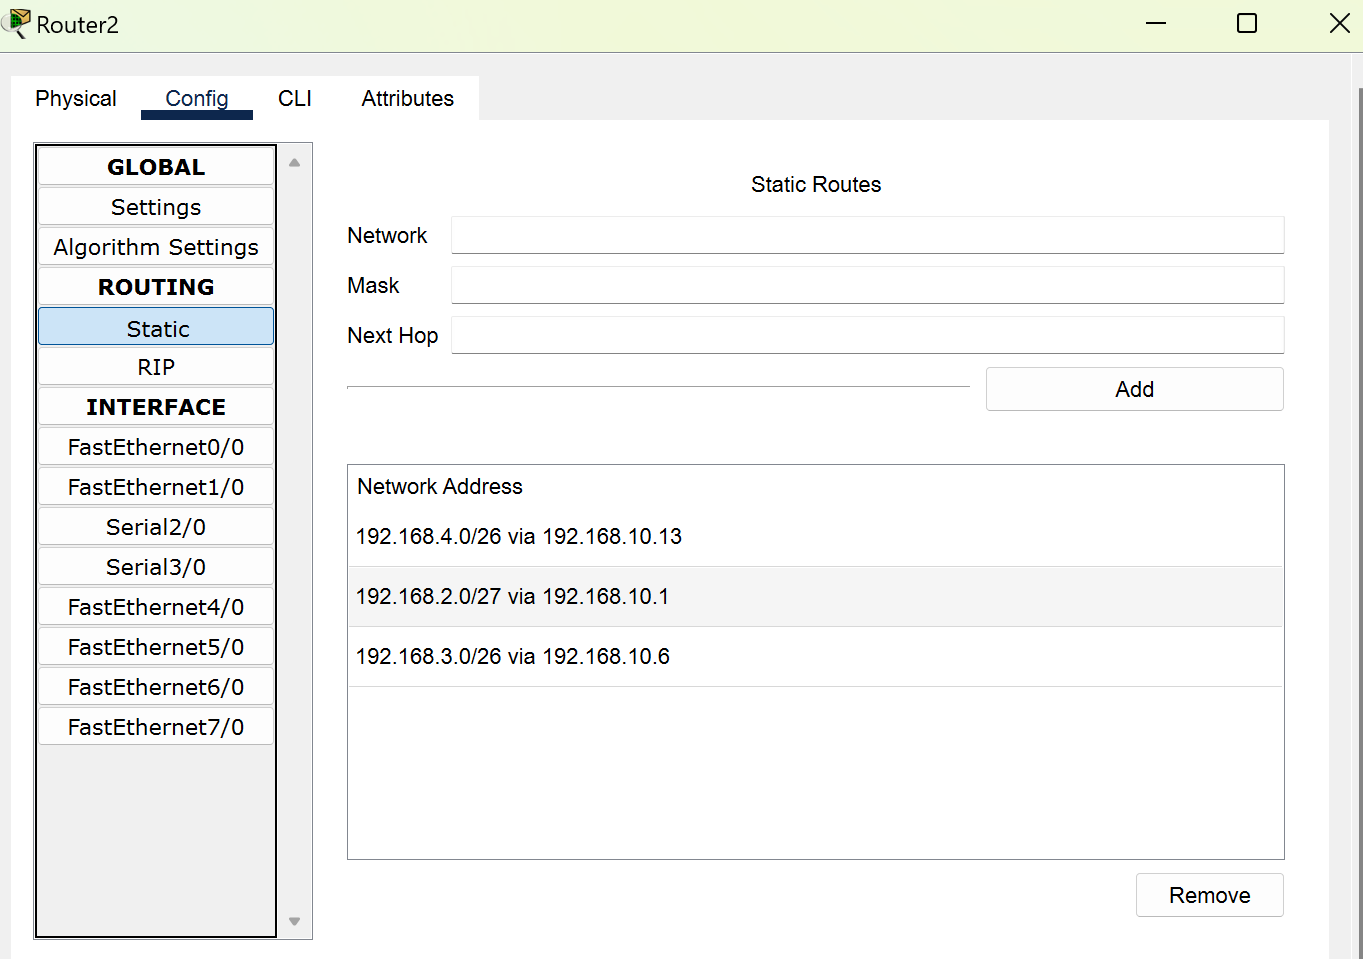 Router2
Physical Config CLI Attributes
GLOBAL
Settings
Algorithm Settings
ROUTING
Static
RIP
INTERFACE
FastEthernet0/0
FastEthernet1/0
Serial2/0
Serial3/0
FastEthernet4/0
FastEthernet5/0
FastEthernet6/0
FastEthernet7/0
Static Routes
Network
Mask
Next Hop
Add
Network Address
192.168.4.0/26 via 192.168.10.13
192.168.2.0/27 via 192.168.10.1
192.168.3.0/26 via 192.168.10.6
Remove